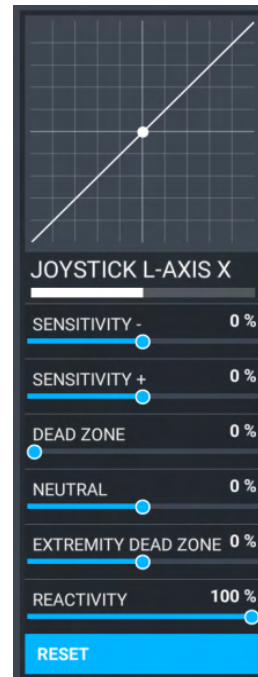 JOYSTICK L-AXIS X
SENSITIVITY - 0 %
SENSITIVITY + 0 %
DEAD ZONE 0 %
NEUTRAL 0 %
EXTREMITY DEAD ZONE 0 %
REACTIVITY 100 %
RESET